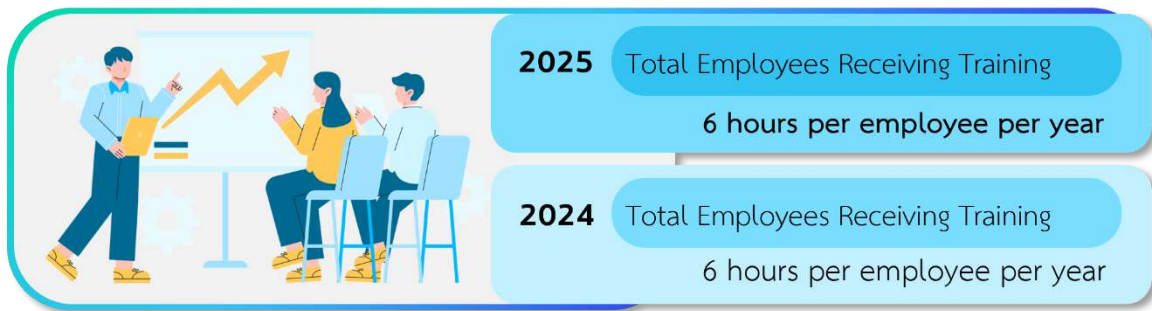 2025 Total Employees Receiving Training
6 hours per employee per year
2024 Total Employees Receiving Training
6 hours per employee per year